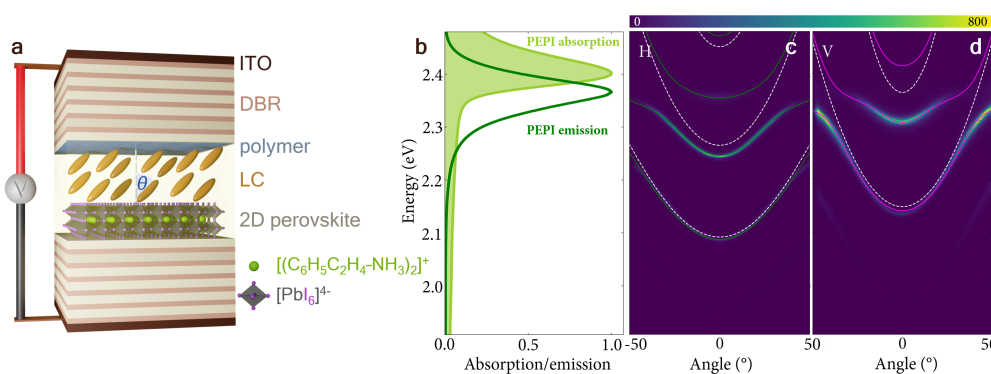 a
ITO
DBR
polymer
LC
θ
2D perovskite
[(C₆H₅C₂H₄-NH₃)₂]⁺
[PbI₆]⁴⁻
V
b
PEPI absorption
PEPI emission
Energy (eV)
2.4
2.3
2.2
2.1
2.0
0.0
0.5
1.0
Absorption/emission
0
800
H
c
V
d
-50
0
50
0
50
Angle (°)
Angle (°)